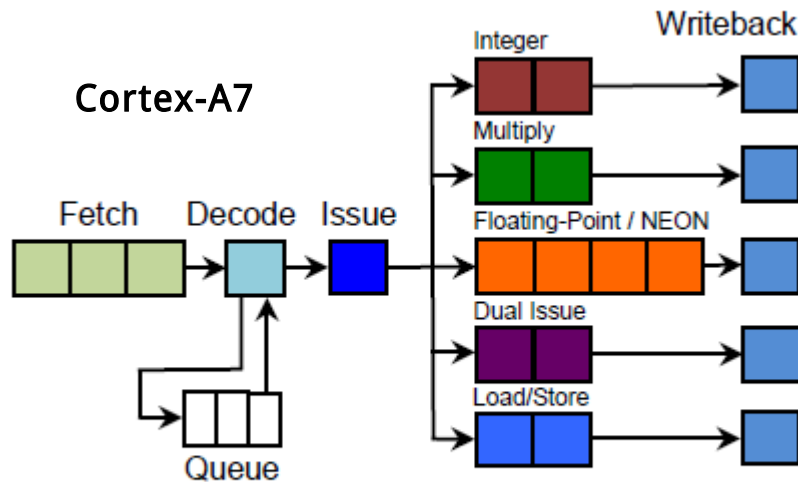 Writeback
Integer
Cortex-A7
Multiply
Fetch
Decode
Issue
Floating-Point / NEON
Dual Issue
Load/Store
Queue